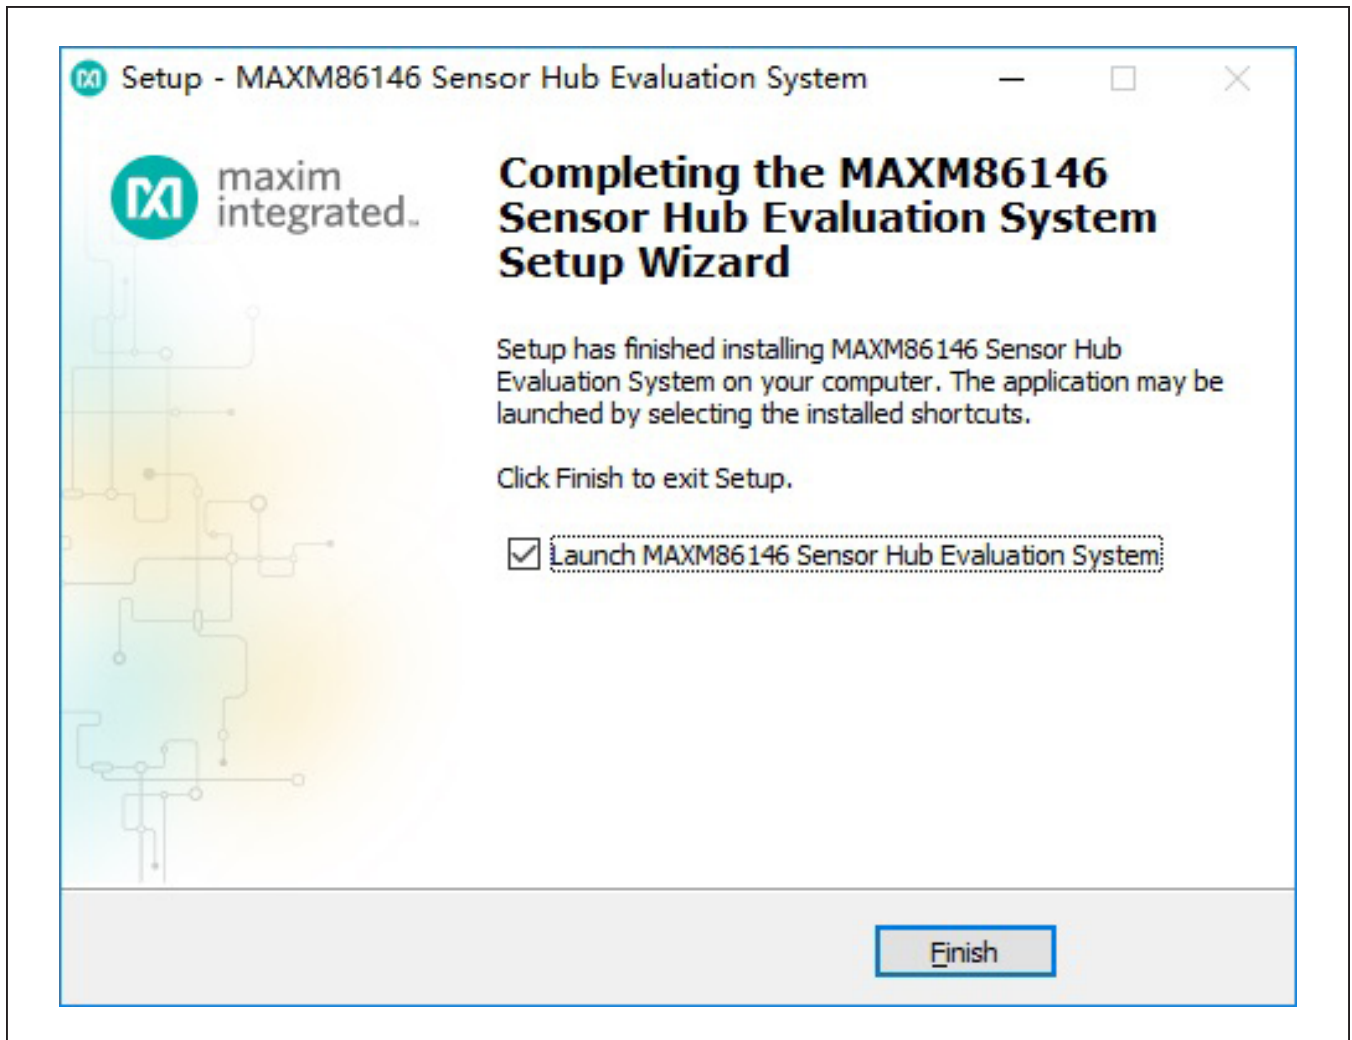 Setup - MAXM86146 Sensor Hub Evaluation System
maxim
integrated™
Completing the MAXM86146
Sensor Hub Evaluation System
Setup Wizard
Setup has finished installing MAXM86146 Sensor Hub
Evaluation System on your computer. The application may be
launched by selecting the installed shortcuts.
Click Finish to exit Setup.
Launch MAXM86146 Sensor Hub Evaluation System
Finish